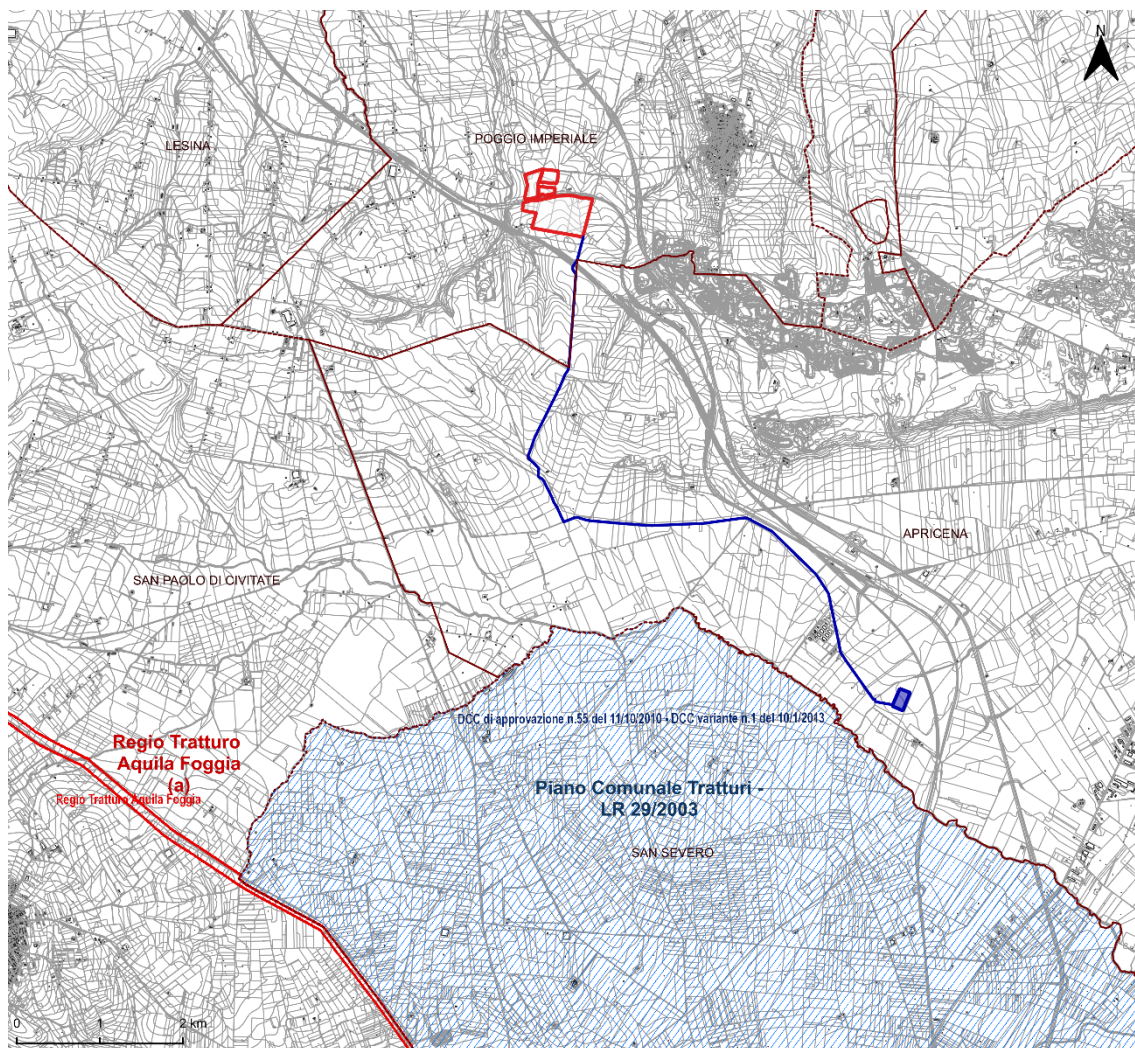 N
POGGIO IMPERIALE
LESINA
APRICENA
SAN PAOLO DI CIVITATE
DCC di approvazione n.55 del 11/10/2010 - DCC variante n.1 del 10/1/2013
Regio Tratturo
Aquila Foggia
(a)
Regio Tratturo Aquila Foggia
Piano Comunale Tratturi -
LR 29/2003
SAN SEVERO
0 1 2 km